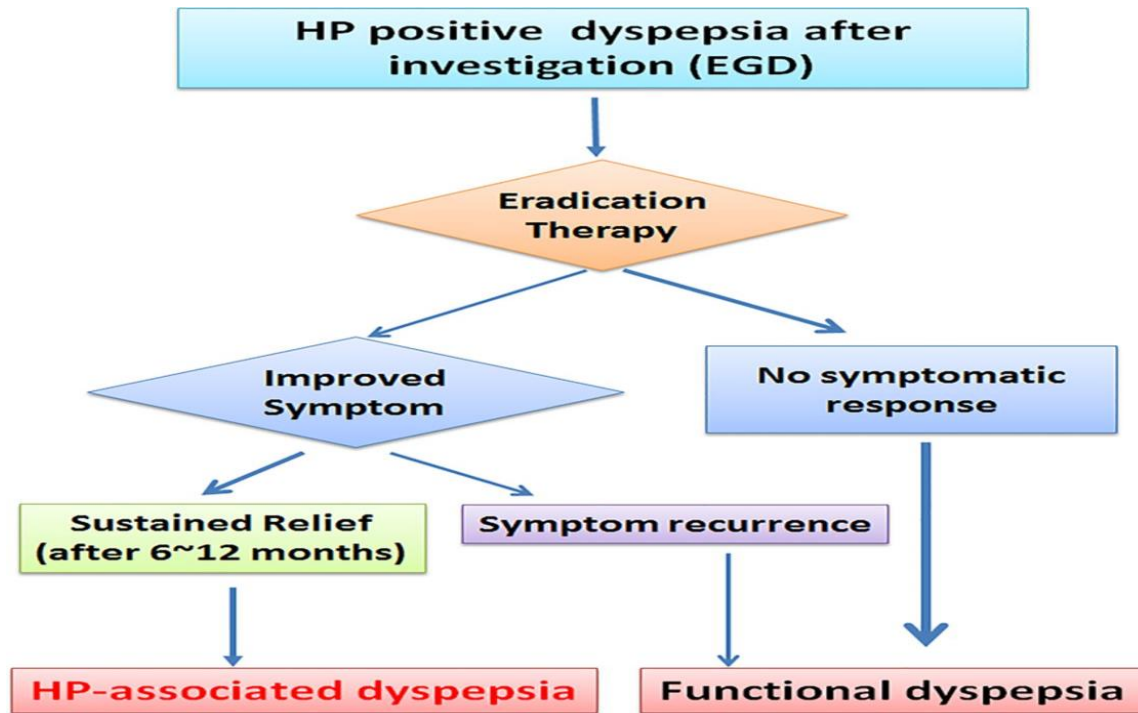 HP positive dyspepsia after
investigation (EGD)
Eradication
Therapy
Improved
Symptom
No symptomatic
response
Sustained Relief
(after 6~12 months)
Symptom recurrence
HP-associated dyspepsia
Functional dyspepsia